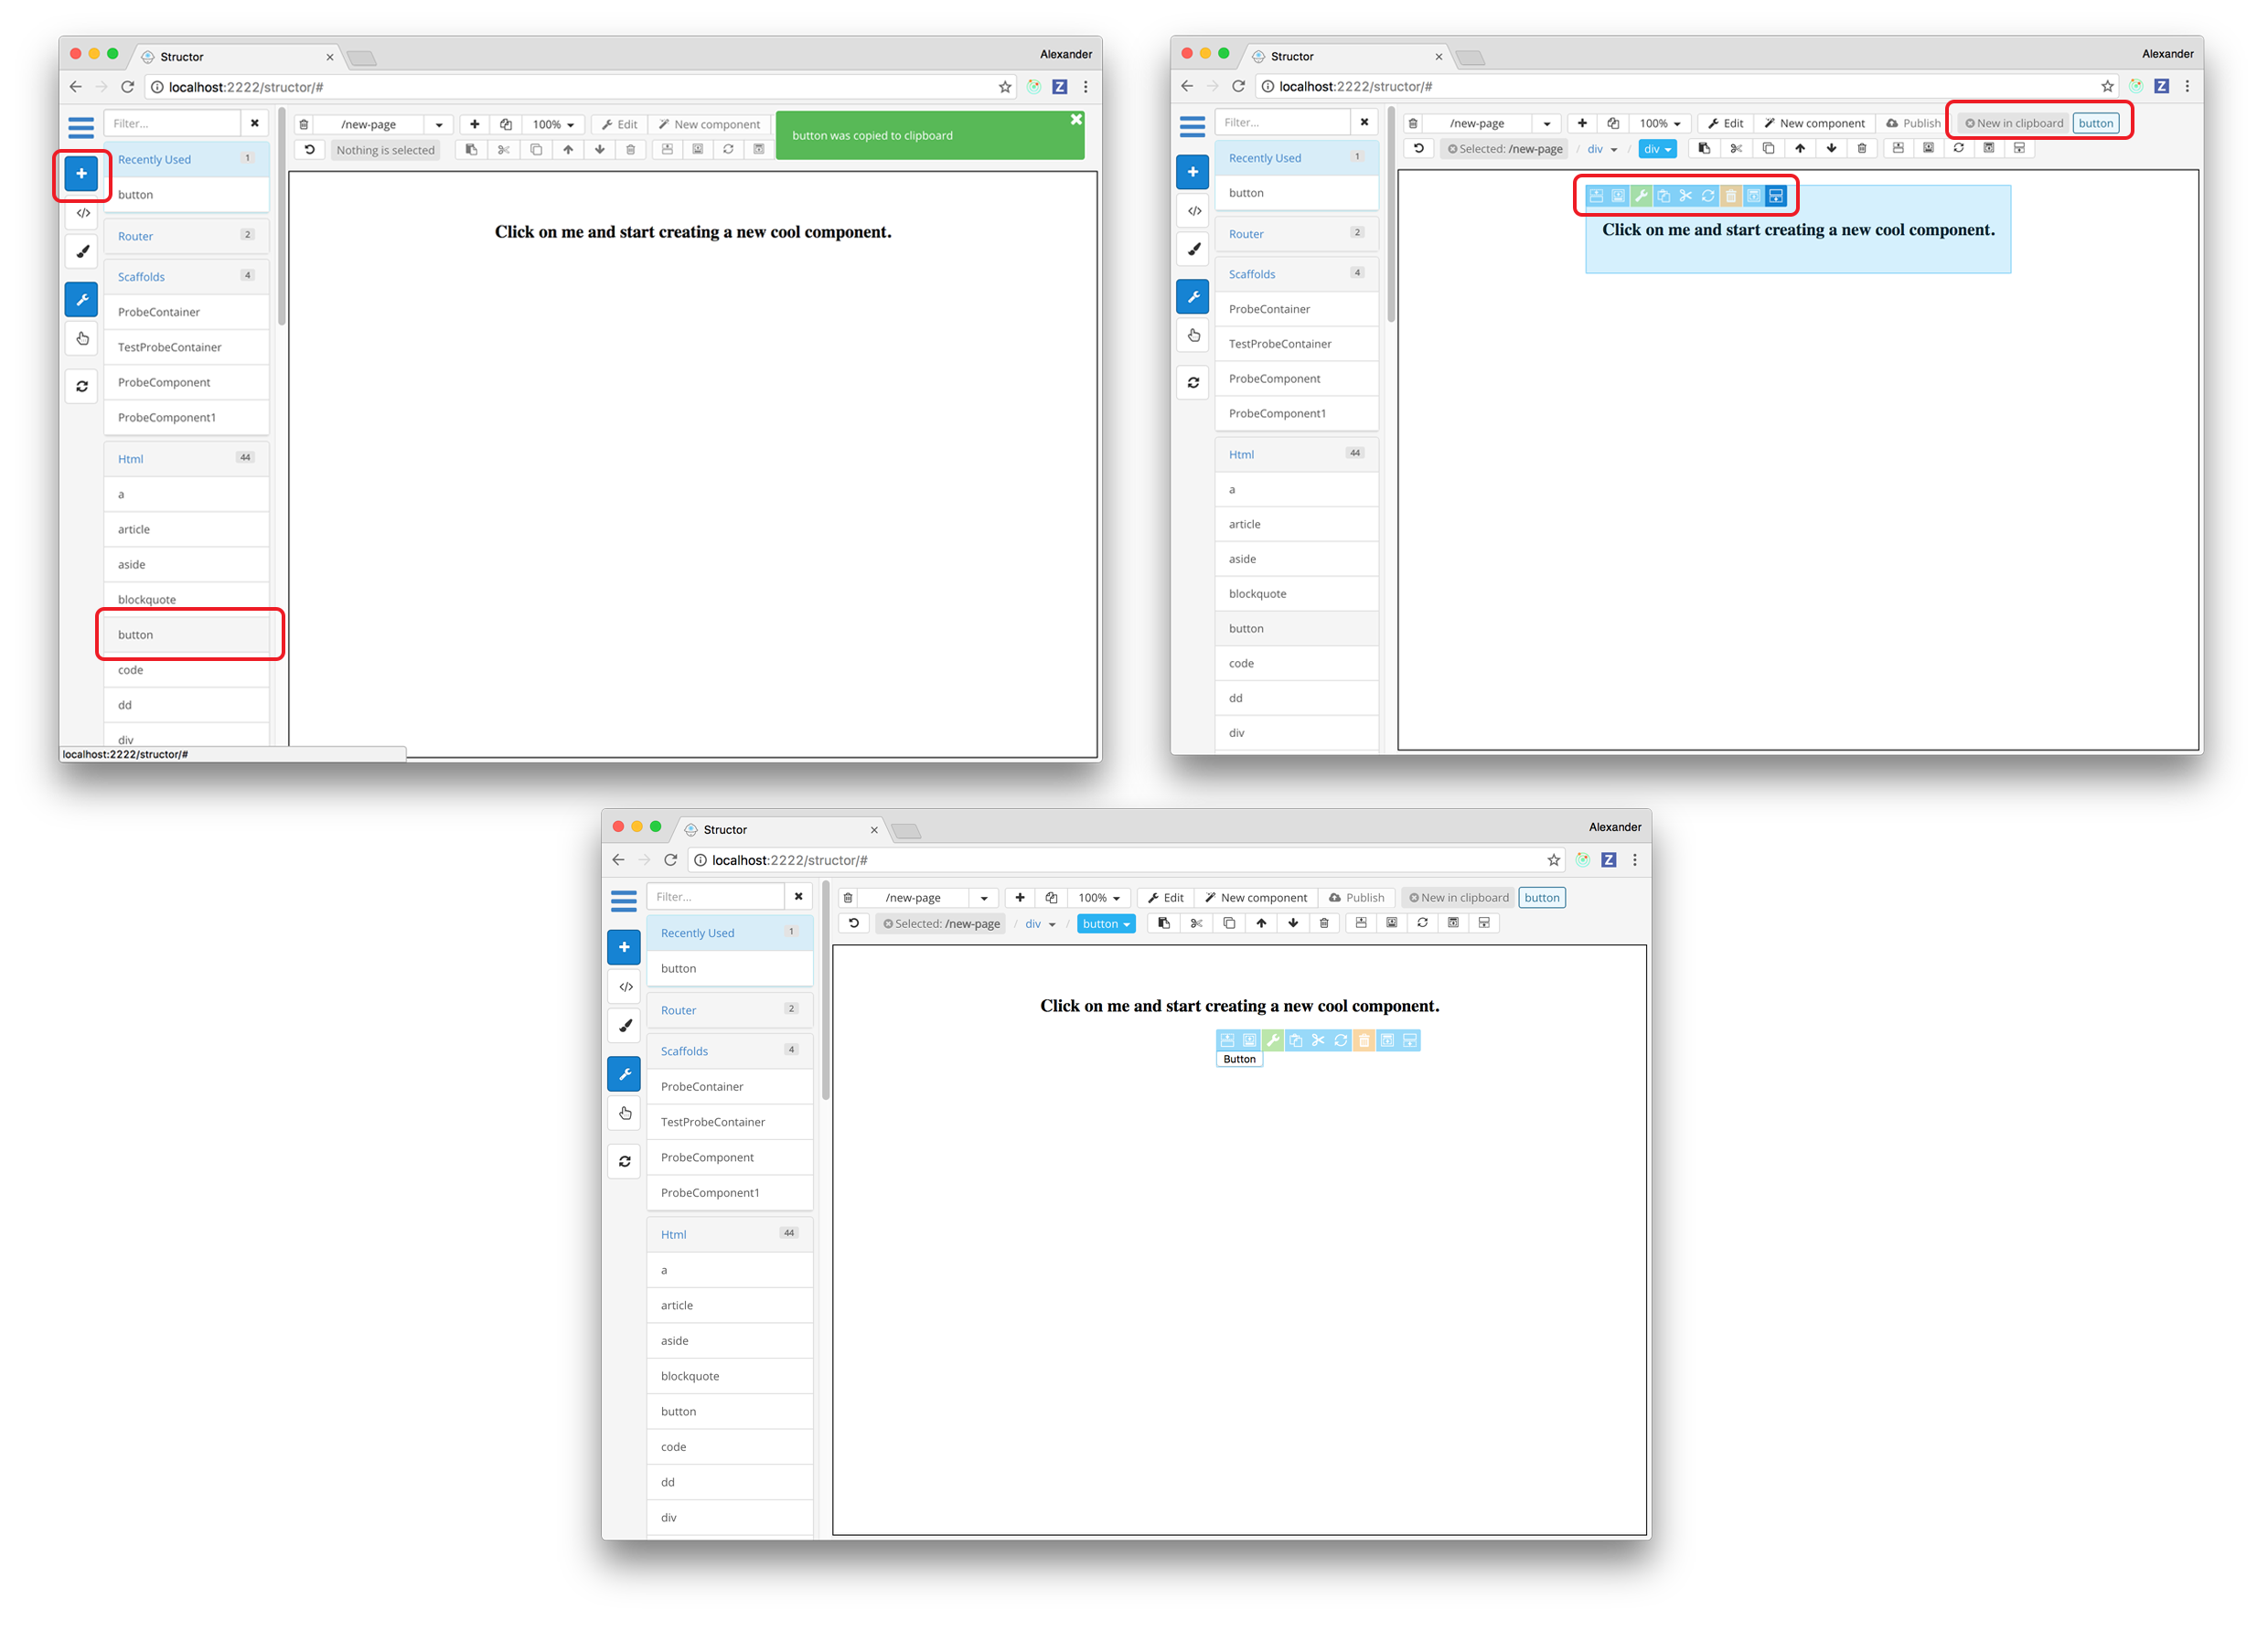 Structor
Alexander
localhost:2222/structor/#
Filter...
/new-page
100%
Edit
New component
button was copied to clipboard
Nothing is selected
Recently Used 1
button
Router 2
Scaffolds 4
ProbeContainer
TestProbeContainer
ProbeComponent
ProbeComponent1
Html 44
a
article
aside
blockquote
button
code
dd
div
localhost:2222/structor/#
Click on me and start creating a new cool component.
Structor
Alexander
localhost:2222/structor/#
Z
Filter...
/new-page
100%
Edit
New component
Publish
New in clipboard
button
Selected: /new-page / div / div
Recently Used 1
button
Router 2
Scaffolds 4
ProbeContainer
TestProbeContainer
ProbeComponent
ProbeComponent1
Html 44
a
article
aside
blockquote
button
code
dd
div
Click on me and start creating a new cool component.
Structor
Alexander
localhost:2222/structor/#
Z
Filter...
/new-page
100%
Edit
New component
Publish
New in clipboard
button
Selected: /new-page / div / button
Recently Used 1
button
Router 2
Scaffolds 4
ProbeContainer
TestProbeContainer
ProbeComponent
ProbeComponent1
Html 44
a
article
aside
blockquote
button
code
dd
div
Click on me and start creating a new cool component.
Button